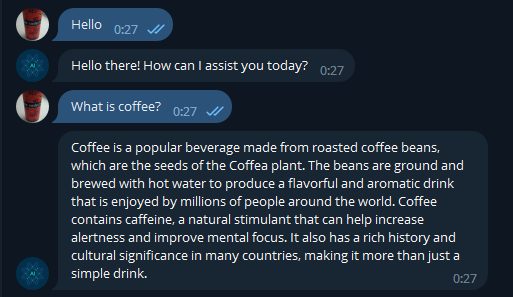 Hello 0:27
Hello there! How can I assist you today? 0:27
What is coffee? 0:27
Coffee is a popular beverage made from roasted coffee beans,
which are the seeds of the Coffea plant. The beans are ground and
brewed with hot water to produce a flavorful and aromatic drink
that is enjoyed by millions of people around the world. Coffee
contains caffeine, a natural stimulant that can help increase
alertness and improve mental focus. It also has a rich history and
cultural significance in many countries, making it more than just a
simple drink. 0:27
AI